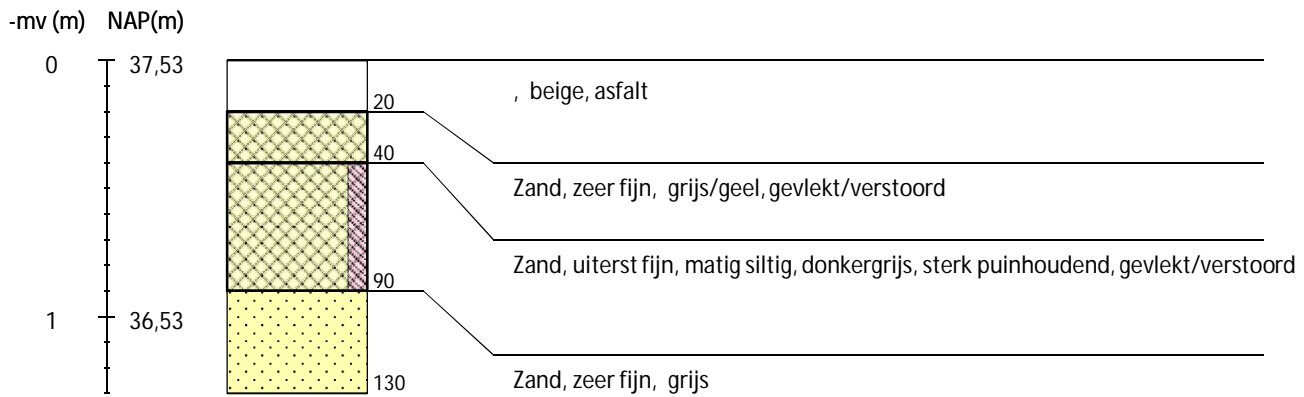 -mv (m) NAP(m)
0 37,53
, beige, asfalt
20
40
Zand, zeer fijn, grijs/geel, gevlekt/verstoord
Zand, uiterst fijn, matig siltig, donkergrijs, sterk puinhoudend, gevlekt/verstoord
90
1 36,53
130
Zand, zeer fijn, grijs